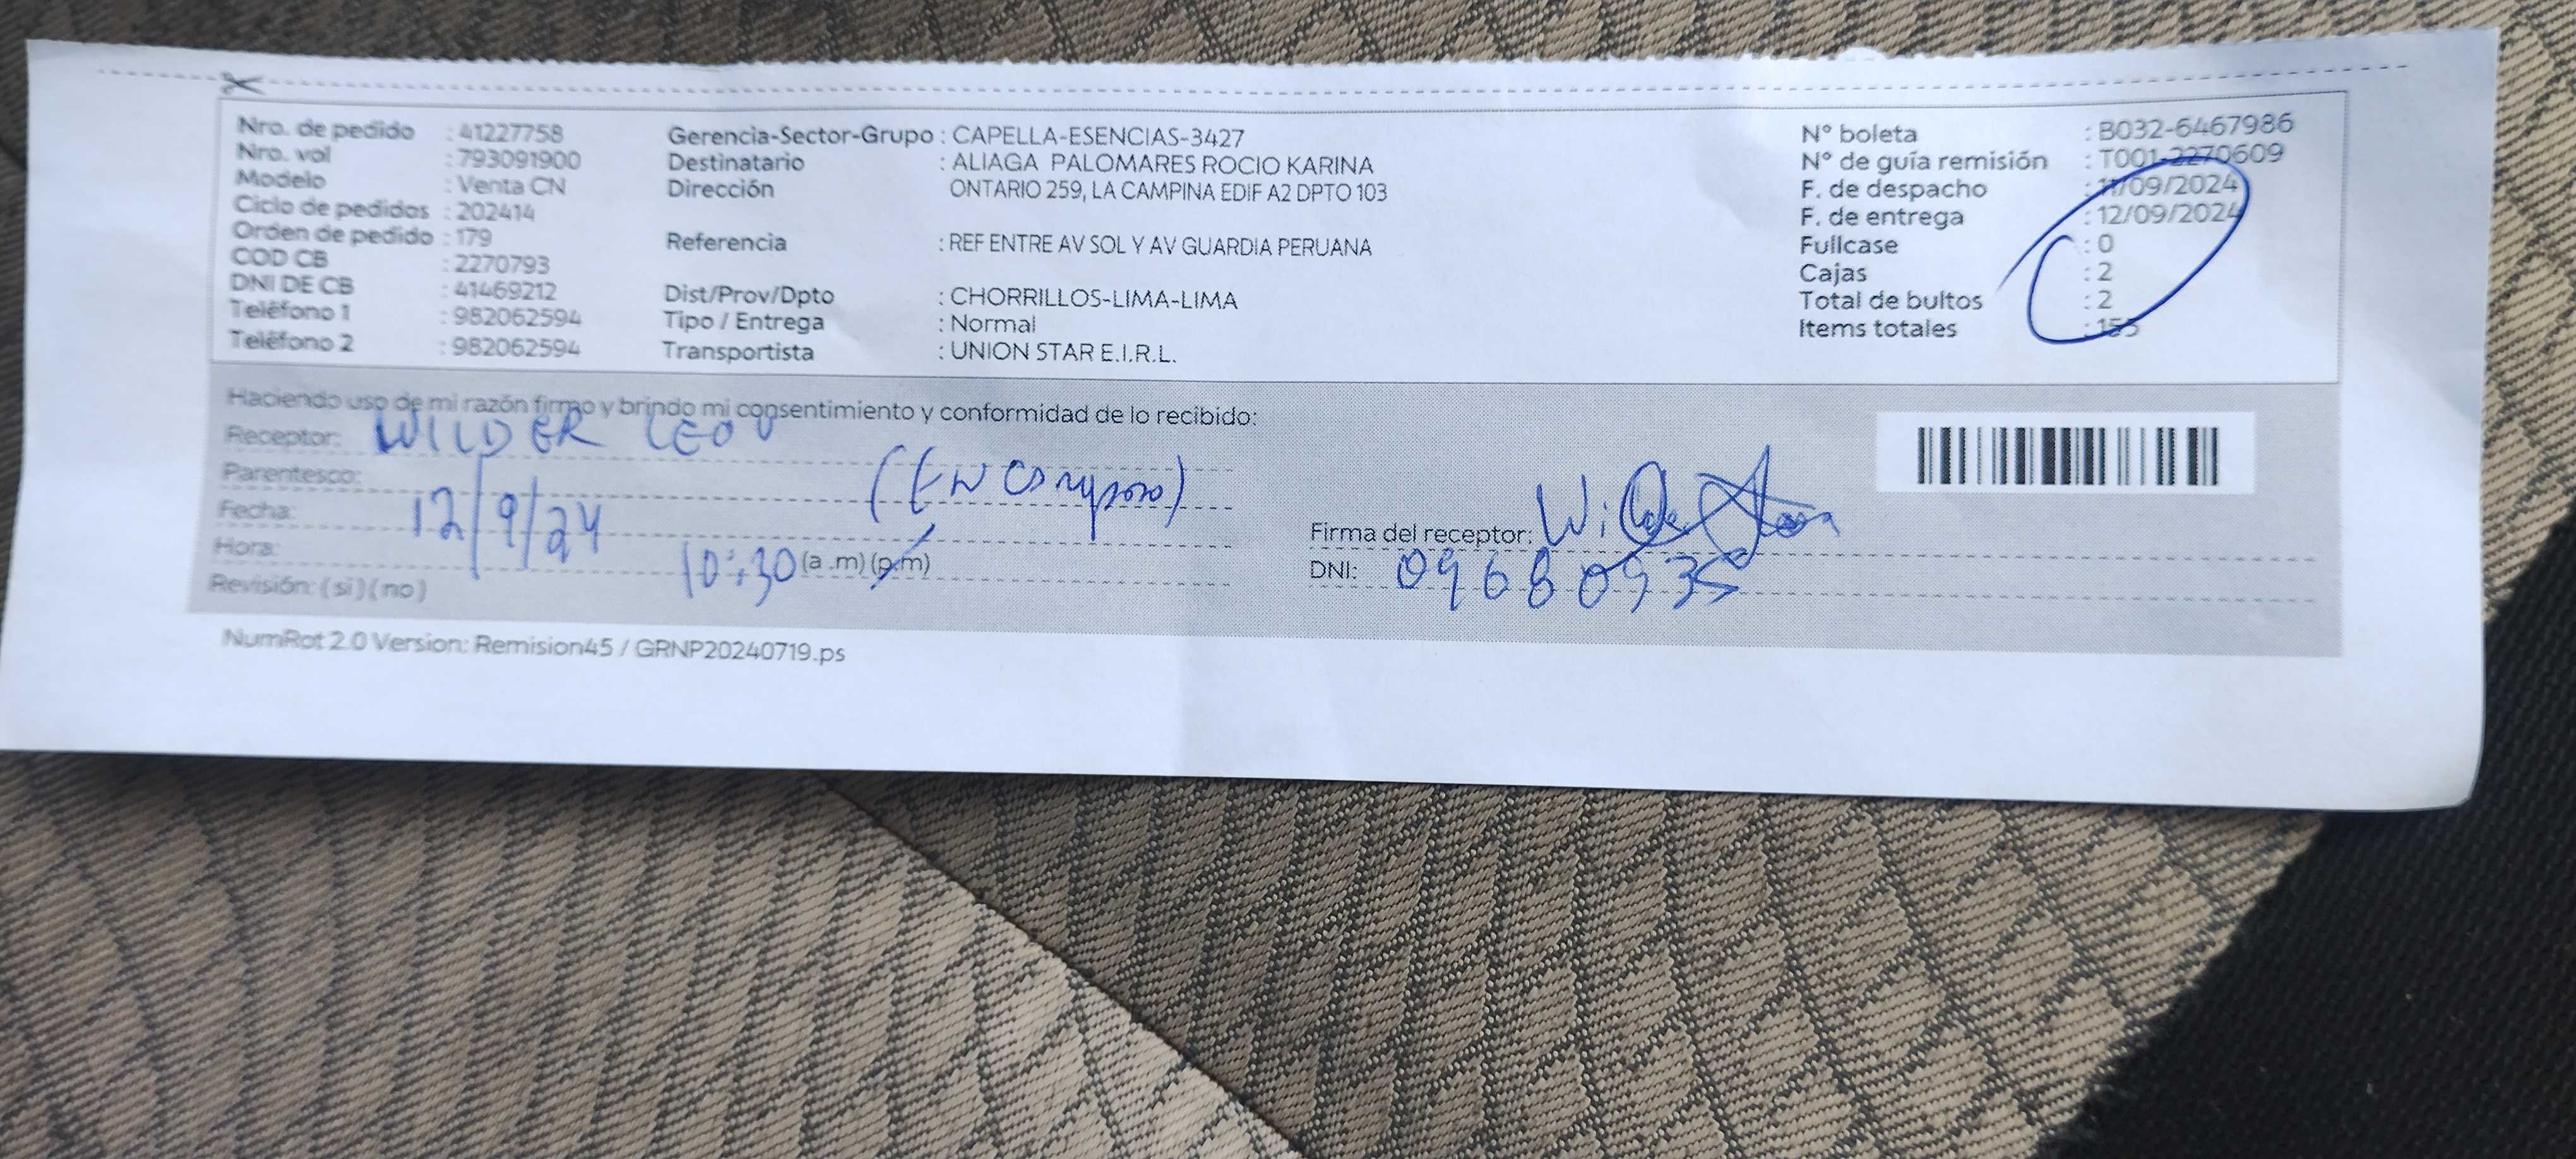 Nro. de pedido : 41227758
Nro. vol : 793091900
Modelo : Venta CN
Ciclo de pedidos : 202414
Orden de pedido : 179
COD CB : 2270793
DNI DE CB : 41469212
Teléfono 1 : 982062594
Teléfono 2 : 982062594
Gerencia-Sector-Grupo : CAPELLA-ESENCIAS-3427
Destinatario : ALIAGA PALOMARES ROCIO KARINA
Dirección ONTARIO 259, LA CAMPINA EDIF A2 DPTO 103
Referencia : REF ENTRE AV SOL Y AV GUARDIA PERUANA
Dist/Prov/Dpto : CHORRILLOS-LIMA-LIMA
Tipo / Entrega : Normal
Transportista : UNION STAR E.I.R.L.
N° boleta : B032-6467986
N° de guía remisión : T001-2270609
F. de despacho : 11/09/2024
F. de entrega : 12/09/2024
Fullcase : 0
Cajas : 2
Total de bultos : 2
Items totales : 155
Haciendo uso de mi razón firmo y brindo mi consentimiento y conformidad de lo recibido:
Receptor: WILDER
Parentesco:
Fecha: 12/9/24
Hora: 10:30 (a .m) (p.m)
Revisión: (si) (no)
Firma del receptor:
DNI: 09680935
NumRot 2.0 Version: Remision45 / GRNP20240719.ps